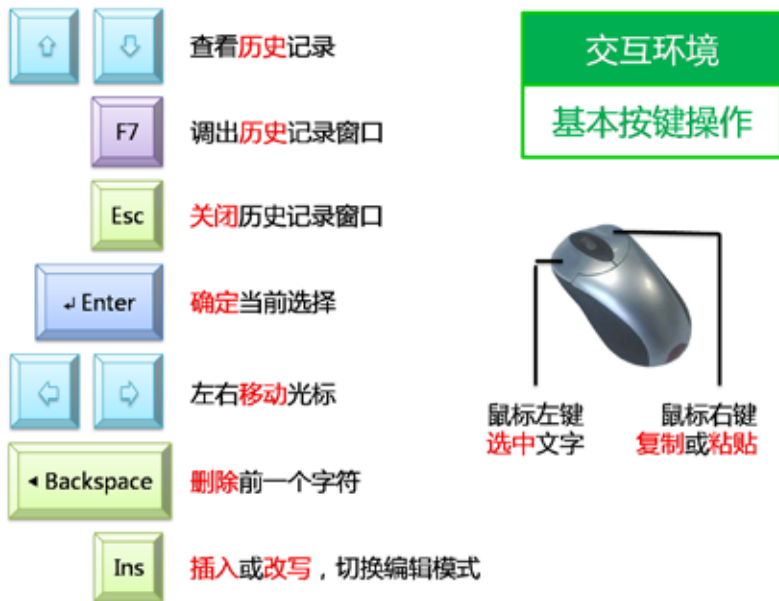 查看历史记录
F7
调出历史记录窗口
Esc
关闭历史记录窗口
↲ Enter
确定当前选择
左右移动光标
◂ Backspace
删除前一个字符
Ins
插入或改写，切换编辑模式
交互环境
基本按键操作
鼠标左键
选中文字
鼠标右键
复制或粘贴